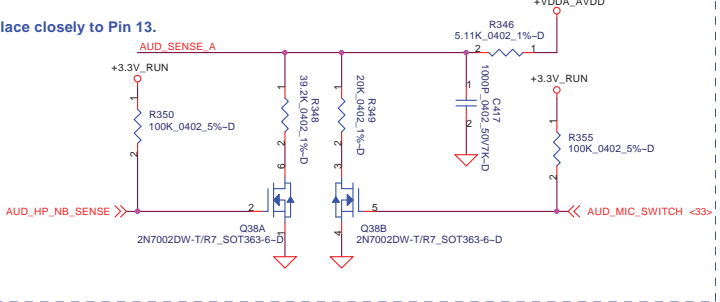 +VDDA_AVDD
R346
5.11K_0402_1%~D
2
1
lace closely to Pin 13.
AUD_SENSE_A
+3.3V_RUN
+3.3V_RUN
1
R350
100K_0402_5%~D
2
1
R348
39.2K_0402_1%~D
2
1
R349
20K_0402_1%~D
2
1
C417
1000P_0402_50V7K~D
2
1
R355
100K_0402_5%~D
2
6
3
AUD_HP_NB_SENSE
2
5
AUD_MIC_SWITCH <33>
1
4
Q38A
2N7002DW-T/R7_SOT363-6~D
Q38B
2N7002DW-T/R7_SOT363-6~D